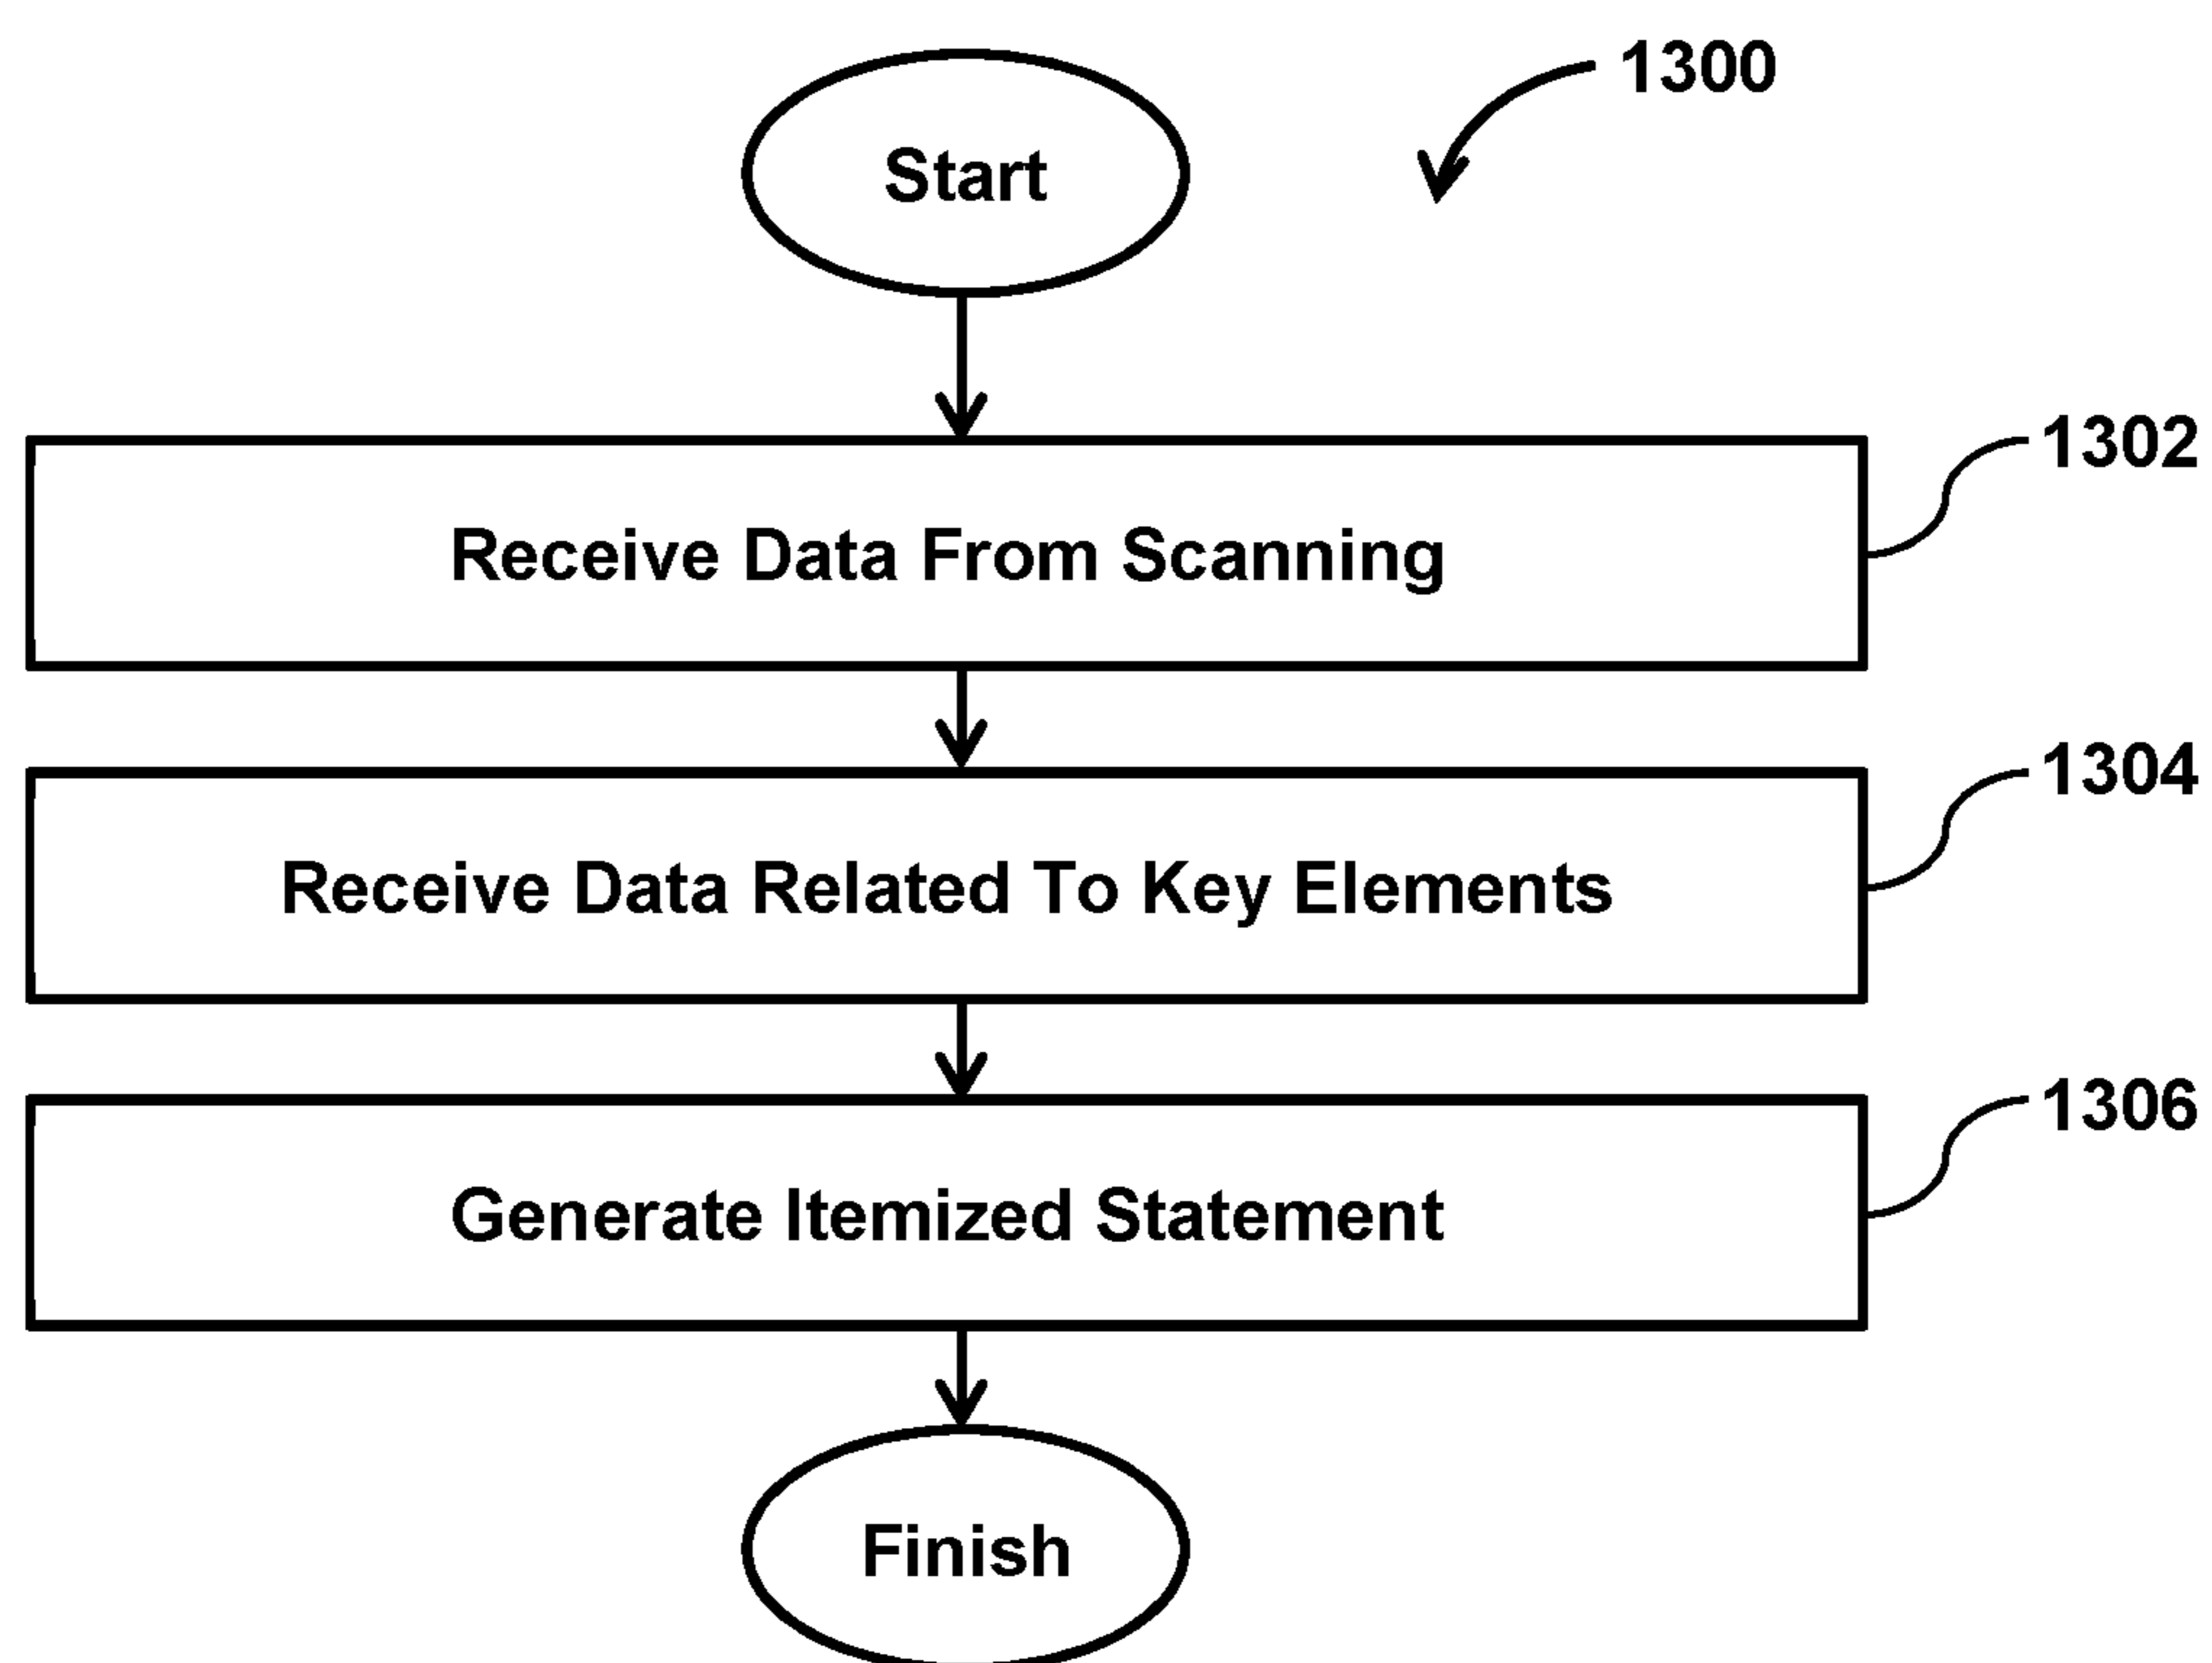 1300
Start
1302
Receive Data From Scanning
1304
Receive Data Related To Key Elements
1306
Generate Itemized Statement
Finish